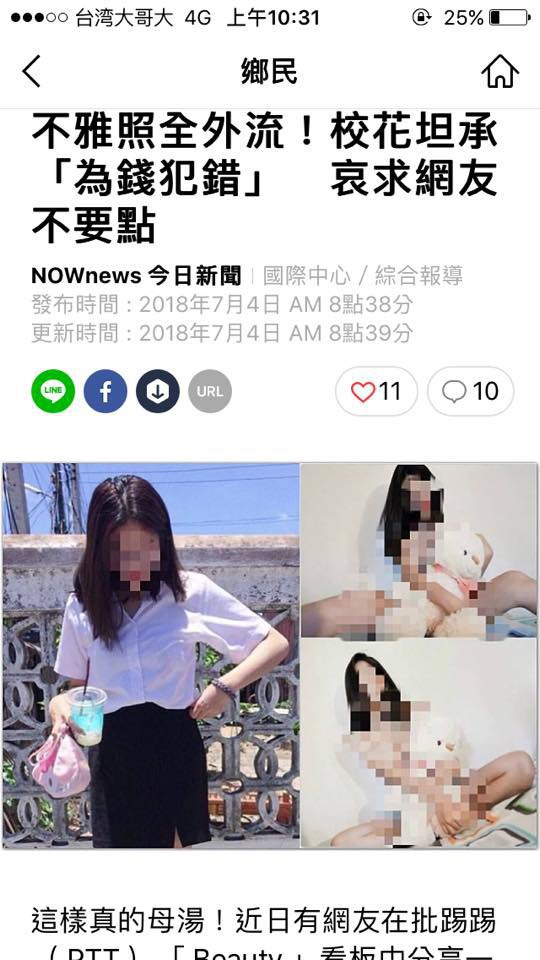 台湾大哥大 4G 上午10:31 25%
鄉民
不雅照全外流！校花坦承
「為錢犯錯」 哀求網友
不要點
NOWnews 今日新聞 | 國際中心 / 綜合報導
發布時間：2018年7月4日 AM 8點38分
更新時間：2018年7月4日 AM 8點39分
LINE f URL 11 10
這樣真的母湯！近日有網友在批踢踢
（PTT）「Beauty」看板中分享一